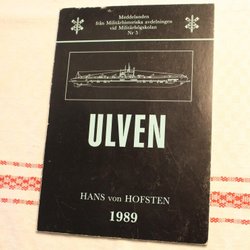 Meddelanden
från Militärhistoriska avdelningen
vid Militärhögskolan
Nr 3
ULVEN
HANS von HOFSTEN
1989